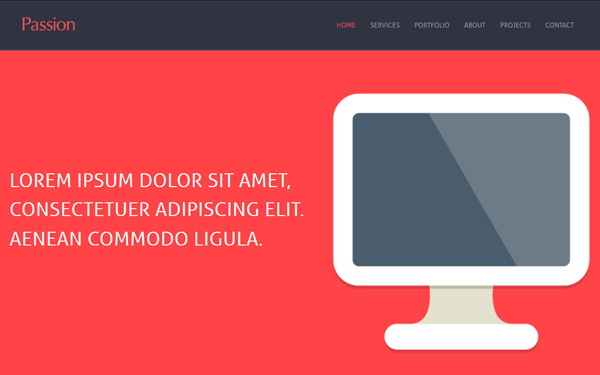 Passion
HOME SERVICES PORTFOLIO ABOUT PROJECTS CONTACT
LOREM IPSUM DOLOR SIT AMET,
CONSECTETUER ADIPISCING ELIT.
AENEAN COMMODO LIGULA.